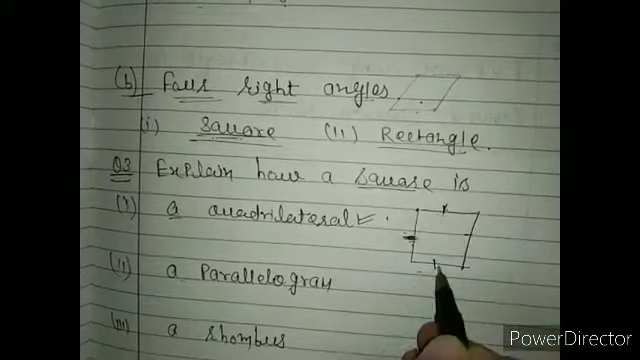 (b) Four right angles
(i) Square (ii) Rectangle.
Q3 Explain how a square is
(i) a quadrilateral
(ii) a Parallelogram
(iii) a rhombus
PowerDirector